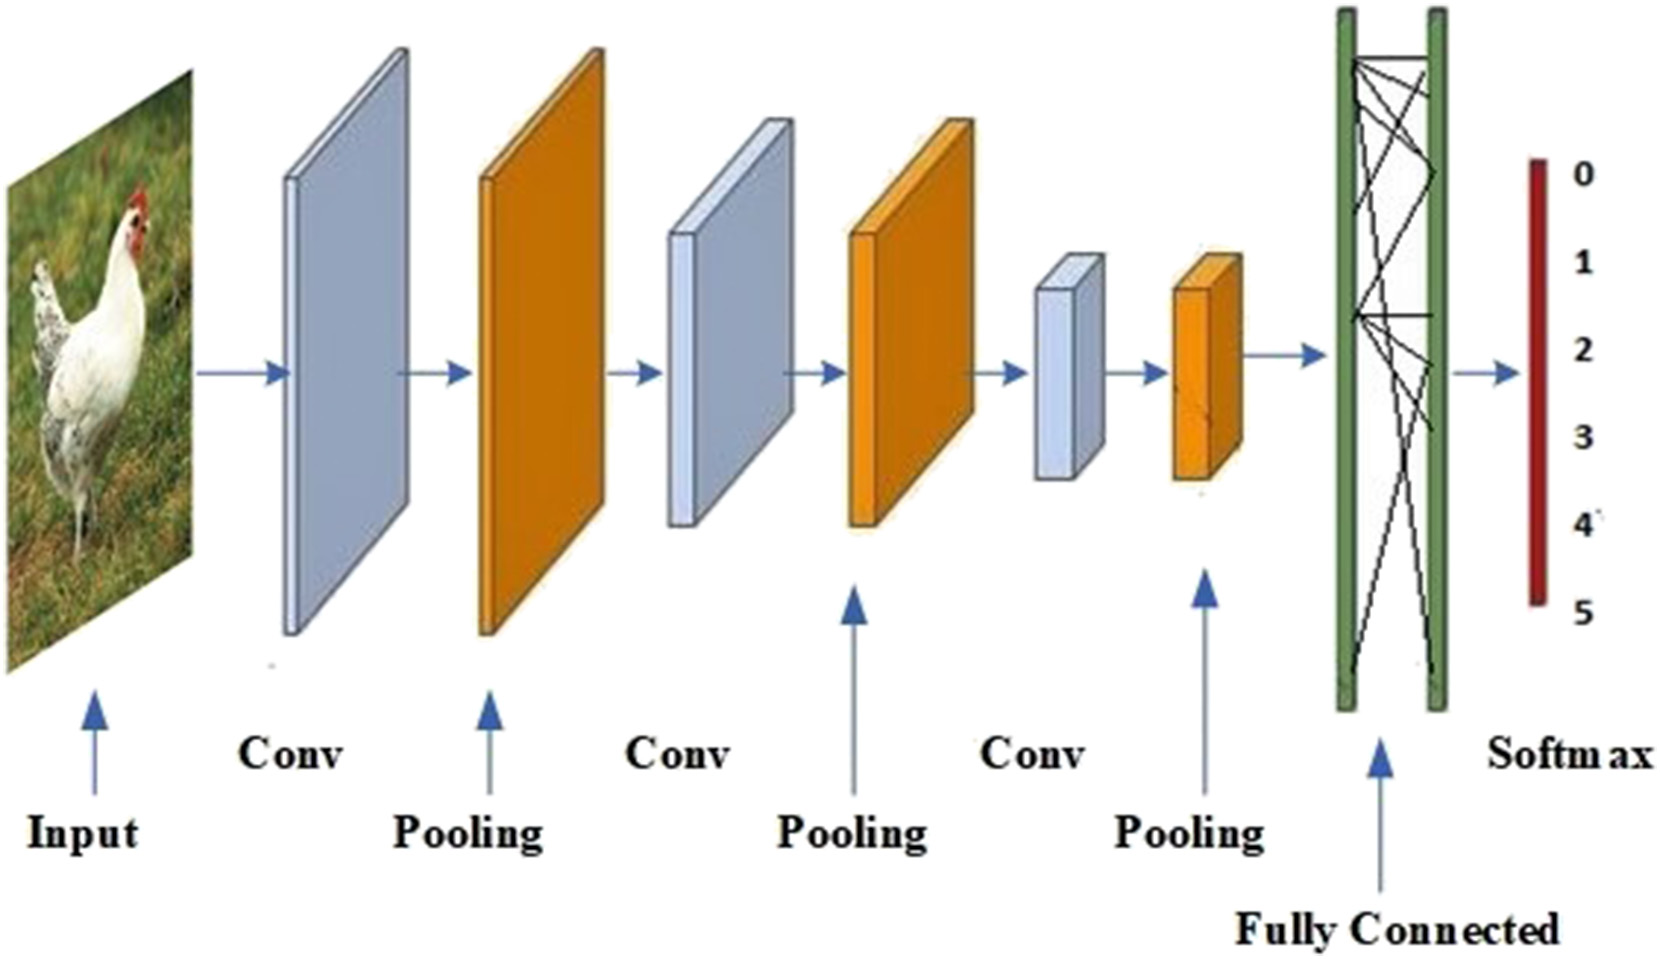 0
1
2
3
4
5
Conv
Conv
Conv
Softmax
Input
Pooling
Pooling
Pooling
Fully Connected